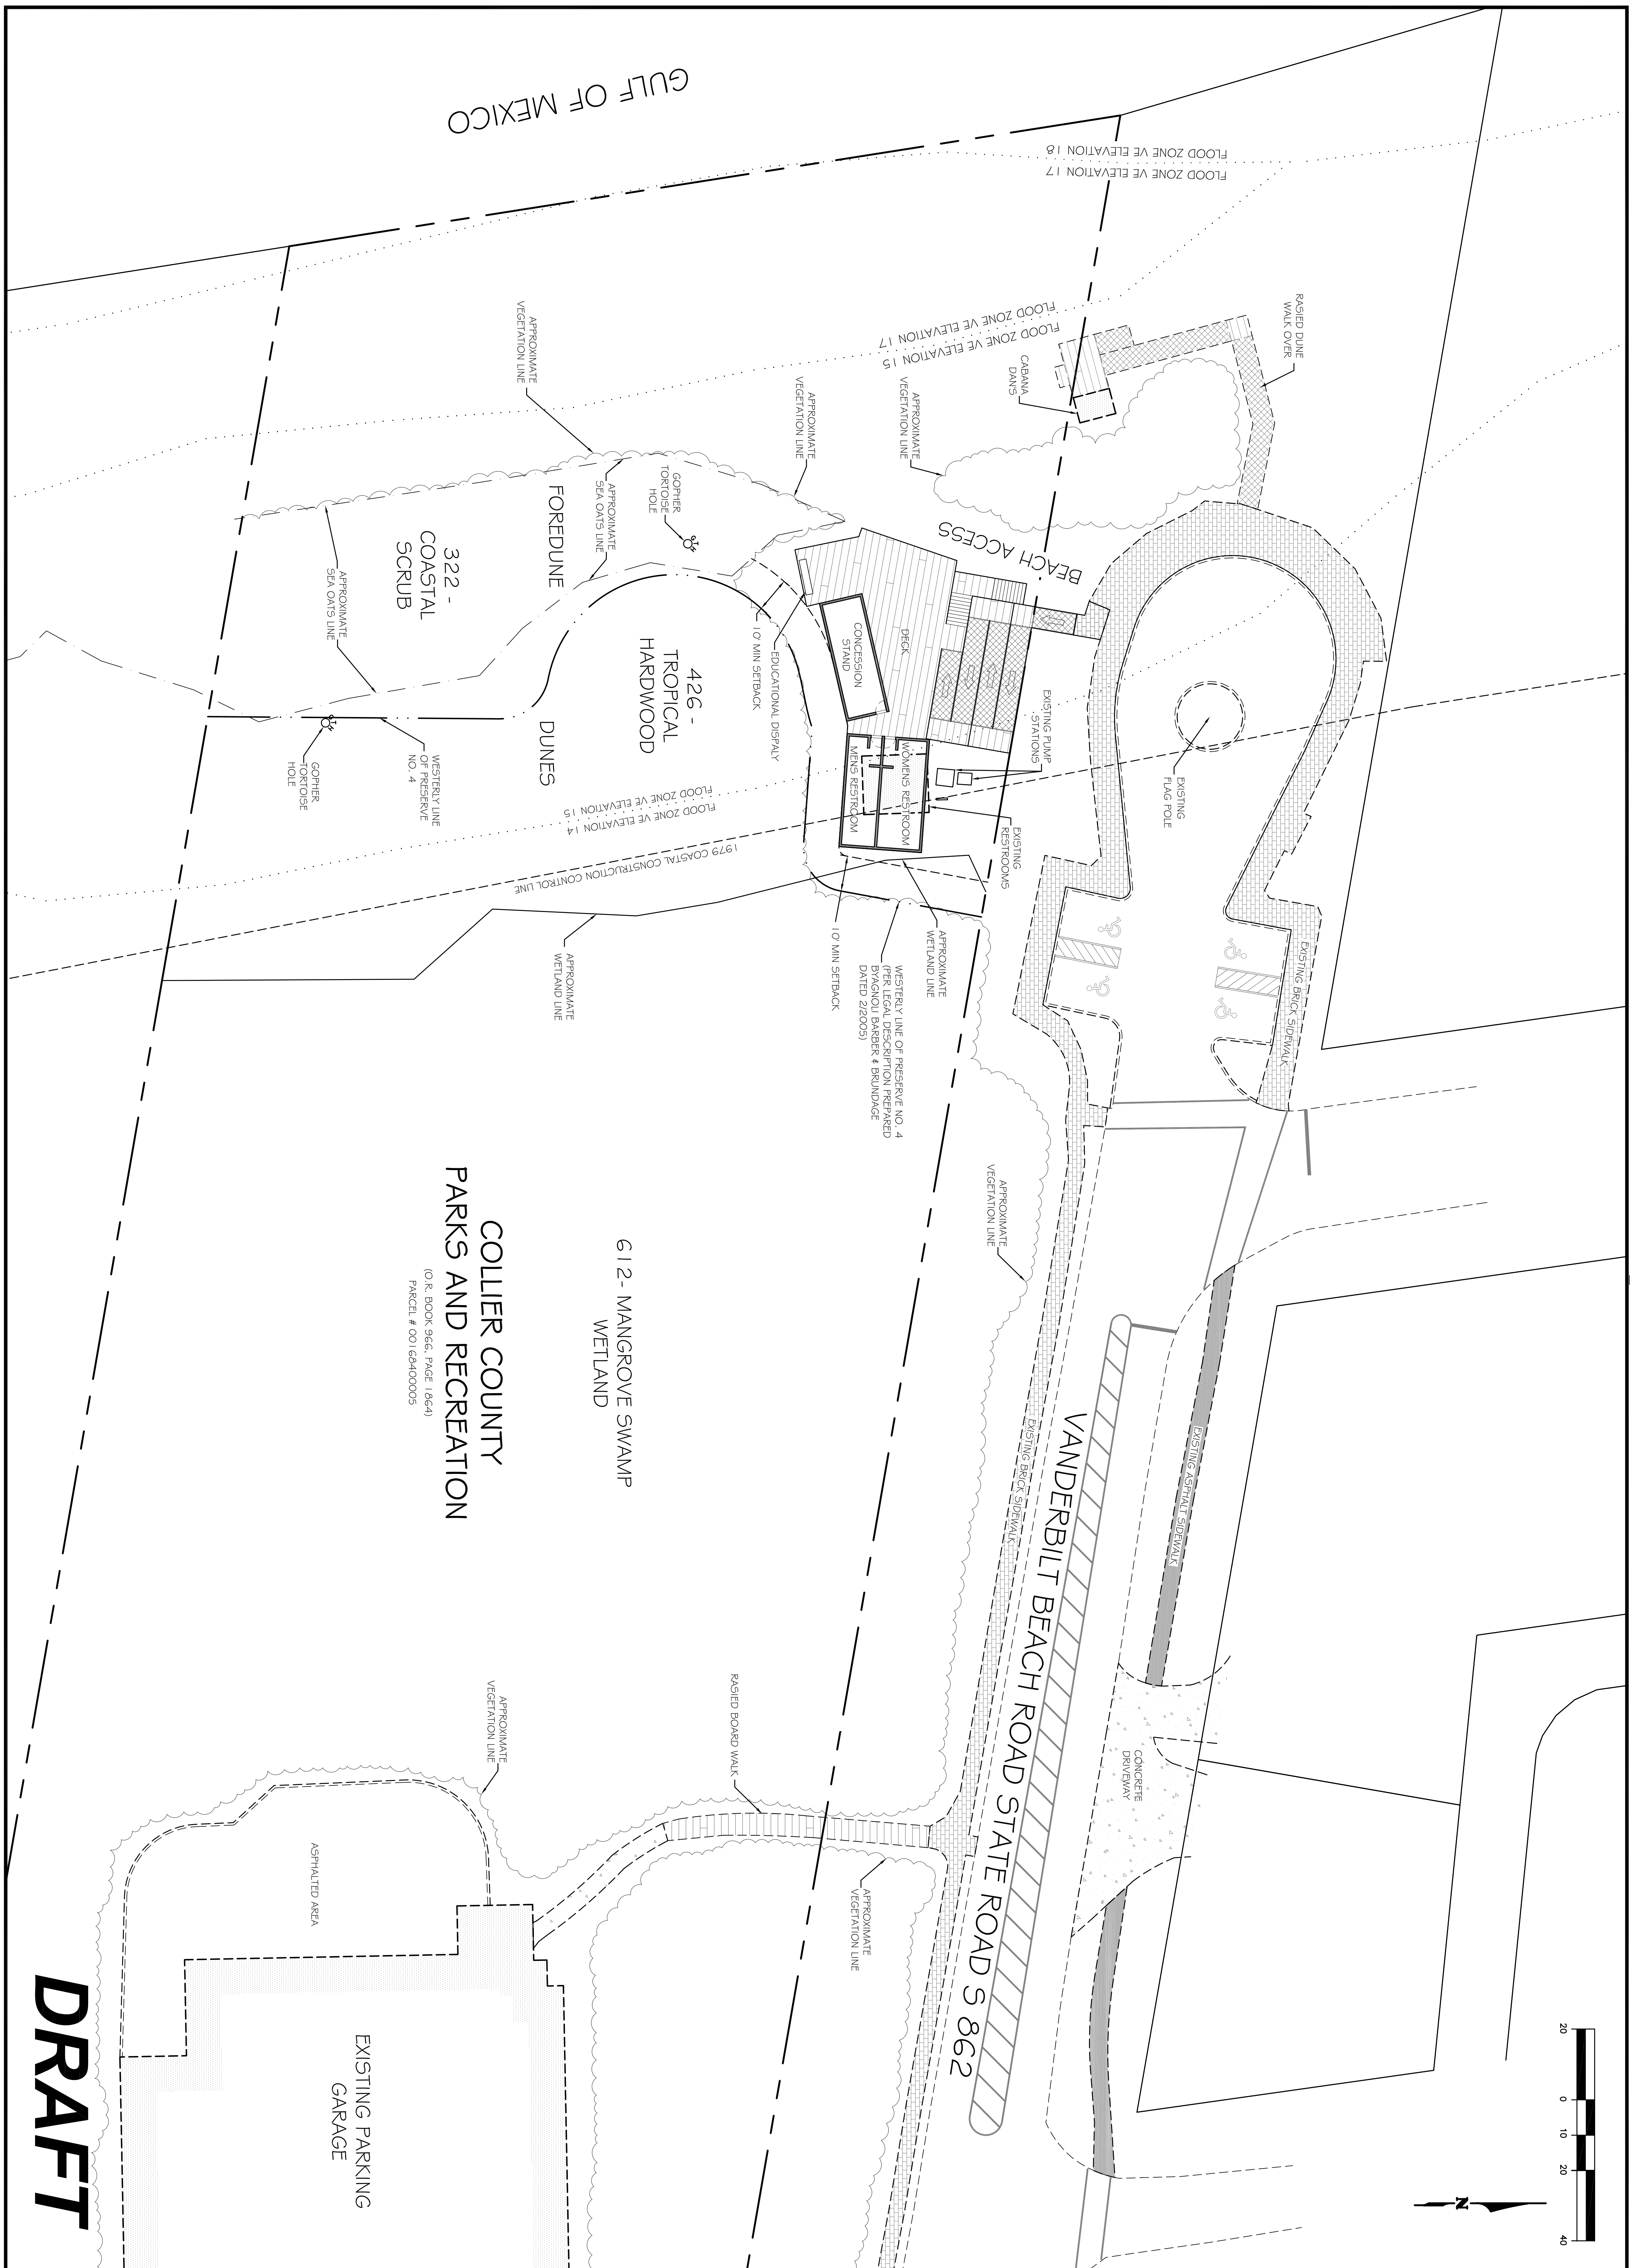 GULF OF MEXICO
FLOOD ZONE VE ELEVATION 18
FLOOD ZONE VE ELEVATION 17
RASIED DUNE
WALK OVER
FLOOD ZONE VE ELEVATION 17
FLOOD ZONE VE ELEVATION 15
CABANA
DANS
APPROXIMATE
VEGETATION LINE
APPROXIMATE
VEGETATION LINE
APPROXIMATE
VEGETATION LINE
BEACH ACCESS
GOPHER
TORTOISE
HOLE
APPROXIMATE
SEA OATS LINE
FOREDUNE
322 -
COASTAL
SCRUB
APPROXIMATE
SEA OATS LINE
DECK
CONCESSION
STAND
EDUCATIONAL DISPALY
10' MIN SETBACK
426 -
TROPICAL
HARDWOOD
DUNES
EXISTING PUMP
STATIONS
EXISTING
FLAG POLE
WOMENS RESTROOM
MENS RESTROOM
EXISTING
RESTROOMS
GOPHER
TORTOISE
HOLE
WESTERLY LINE
OF PRESERVE
NO. 4
FLOOD ZONE VE ELEVATION 15
FLOOD ZONE VE ELEVATION 14
1979 COASTAL CONSTRUCTION CONTROL LINE
EXISTING BRICK SIDEWALK
APPROXIMATE
WETLAND LINE
APPROXIMATE
WETLAND LINE
10' MIN SETBACK
WESTERLY LINE OF PRESERVE NO. 4
(PER LEGAL DESCRIPTION PREPARED
BYAGNOLI BARBER & BRUNDAGE
DATED 2/2005)
APPROXIMATE
VEGETATION LINE
612- MANGROVE SWAMP
WETLAND
COLLIER COUNTY
PARKS AND RECREATION
(O.R. BOOK 966, PAGE 1864)
PARCEL # 00168400005
EXISTING BRICK SIDEWALK
VANDERBILT BEACH ROAD STATE ROAD S 862
EXISTING ASPHALT SIDEWALK
CONCRETE
DRIVEWAY
RASIED BOARD WALK
APPROXIMATE
VEGETATION LINE
APPROXIMATE
VEGETATION LINE
ASPHALTED AREA
EXISTING PARKING
GARAGE
20 0 10 20 40
N
DRAFT